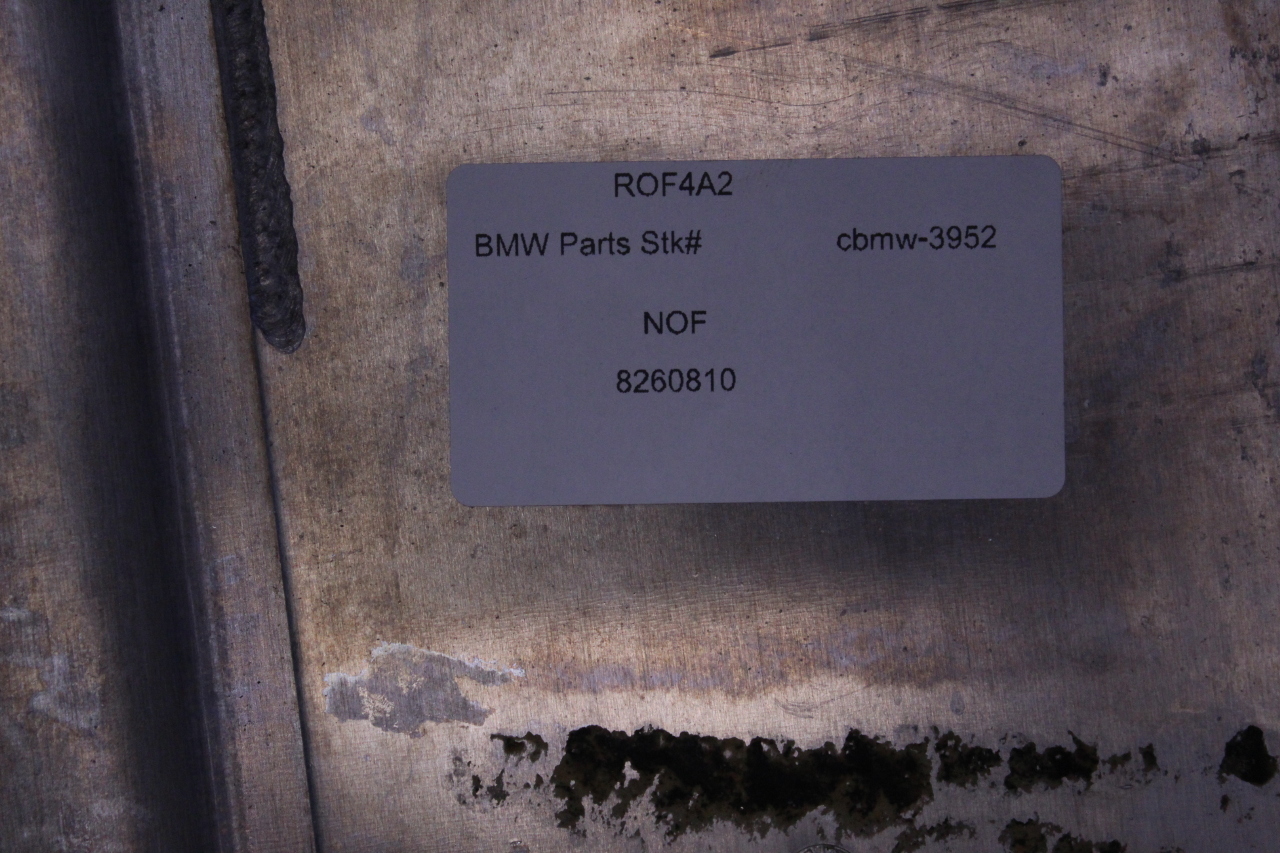 ROF4A2
BMW Parts Stk# cbmw-3952
NOF
8260810